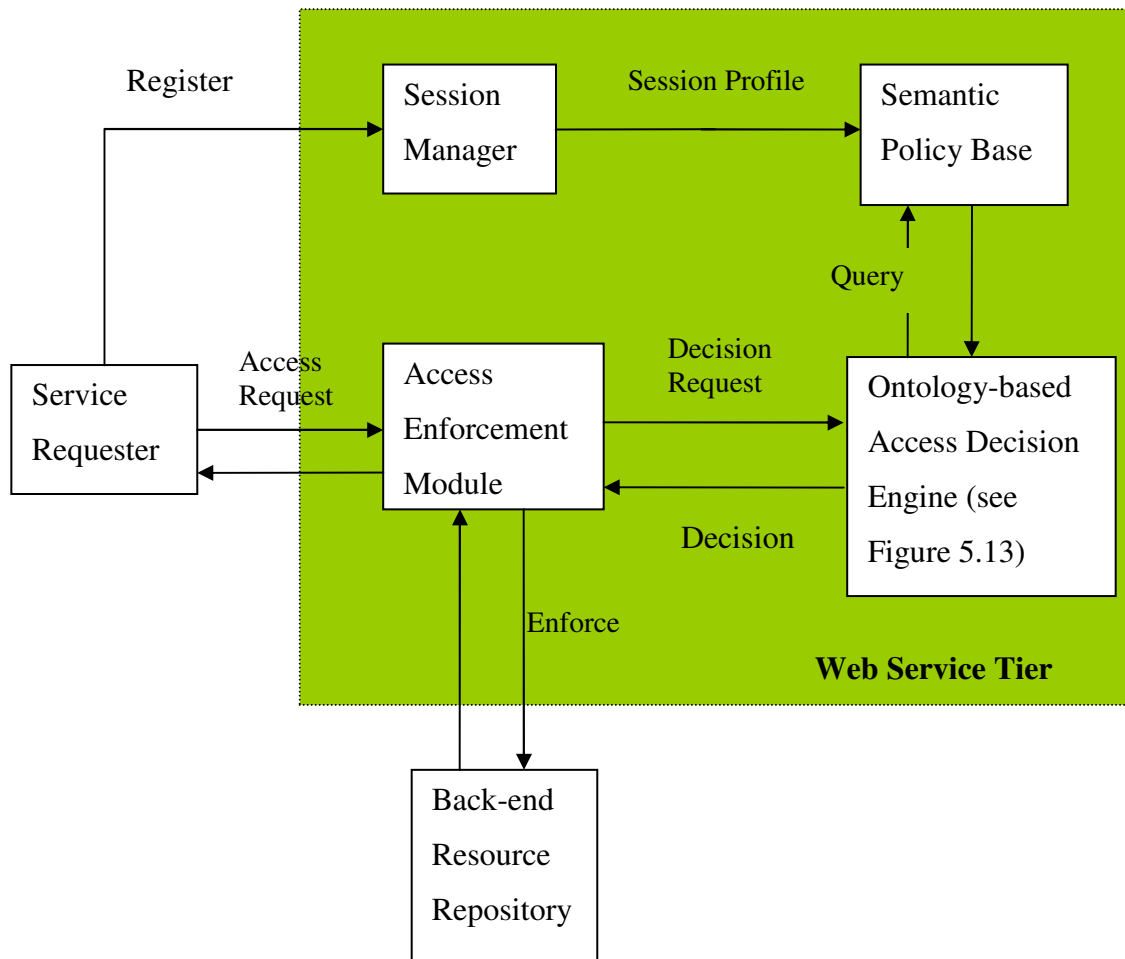 Register
Session
Manager
Session Profile
Semantic
Policy Base
Query
Service
Requester
Access
Request
Access
Enforcement
Module
Decision
Request
Decision
Ontology-based
Access Decision
Engine (see
Figure 5.13)
Enforce
Web Service Tier
Back-end
Resource
Repository